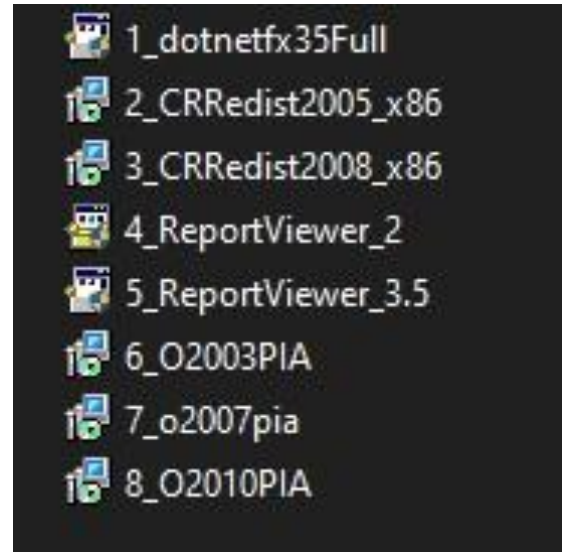 1_dotnetfx35Full
2_CRRedist2005_x86
3_CRRedist2008_x86
4_ReportViewer_2
5_ReportViewer_3.5
6_O2003PIA
7_o2007pia
8_O2010PIA